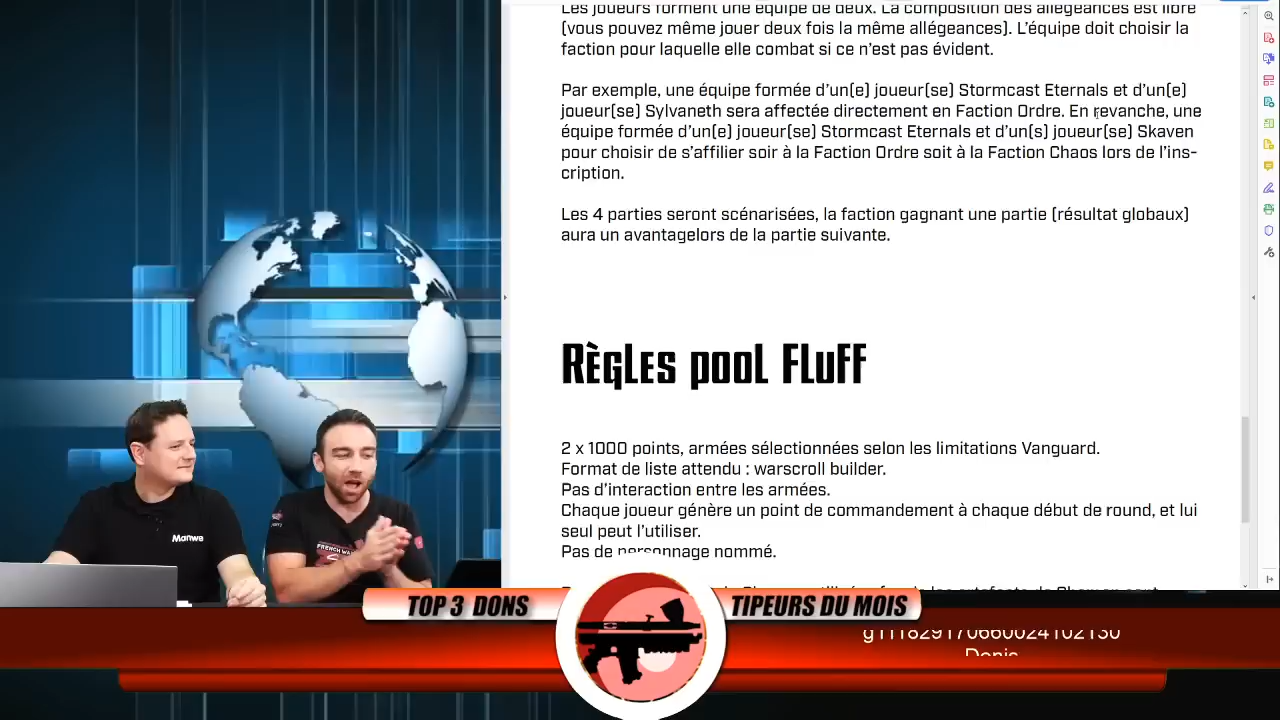 Les joueurs forment une équipe de deux. La composition des allégeances est libre
(vous pouvez même jouer deux fois la même allégeances). L'équipe doit choisir la
faction pour laquelle elle combat si ce n'est pas évident.
Par exemple, une équipe formée d'un(e) joueur(se) Stormcast Eternals et d'un(e)
joueur(se) Sylvaneth sera affectée directement en Faction Ordre. En revanche, une
équipe formée d'un(e) joueur(se) Stormcast Eternals et d'un(s) joueur(se) Skaven
pour choisir de s'affilier soir à la Faction Ordre soit à la Faction Chaos lors de l'ins-
cription.
Les 4 parties seront scénarisées, la faction gagnant une partie (résultat globaux)
aura un avantagelors de la partie suivante.
Règles pool Fluff
2 x 1000 points, armées sélectionnées selon les limitations Vanguard.
Format de liste attendu : warscroll builder.
Pas d'interaction entre les armées.
Chaque joueur génère un point de commandement à chaque début de round, et lui
seul peut l'utiliser.
Pas de personnage nommé.
Manwe
FRENCH WA
TOP 3 DONS
TIPEURS DU MOIS
g111829170660024102130
Denis